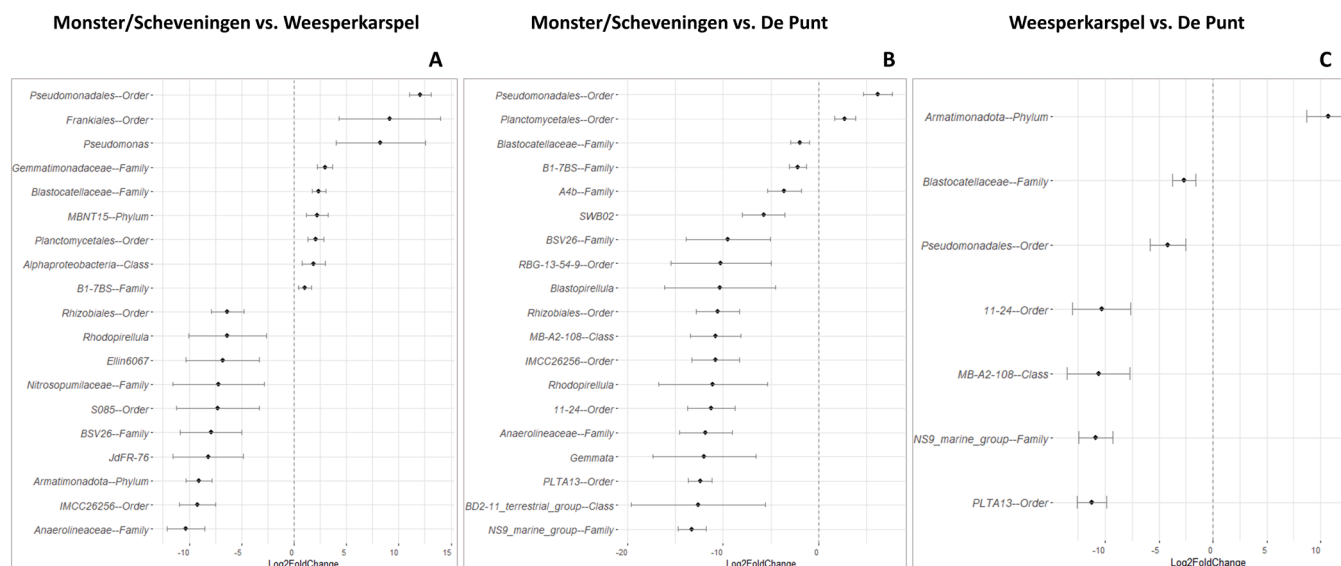 Monster/Scheveningen vs. Weesperkarspel
Monster/Scheveningen vs. De Punt
Weesperkarspel vs. De Punt
A
Pseudomonadales--Order
Frankiales--Order
Pseudomonas
Gemmatimonadaceae--Family
Blastocatellaceae--Family
MBNT15--Phylum
Planctomycetales--Order
Alphaproteobacteria--Class
B1-7BS--Family
Rhizobiales--Order
Rhodopirellula
Ellin6067
Nitrosopumilaceae--Family
S085--Order
BSV26--Family
JdFR-76
Armatimonadota--Phylum
IMCC26256--Order
Anaerolineaceae--Family
-10 -5 0 5 10 15
Log2FoldChange
B
Pseudomonadales--Order
Planctomycetales--Order
Blastocatellaceae--Family
B1-7BS--Family
A4b--Family
SWB02
BSV26--Family
RBG-13-54-9--Order
Blastopirellula
Rhizobiales--Order
MB-A2-108--Class
IMCC26256--Order
Rhodopirellula
11-24--Order
Anaerolineaceae--Family
Gemmata
PLTA13--Order
BD2-11_terrestrial_group--Class
NS9_marine_group--Family
-20 -10 0
Log2FoldChange
C
Armatimonadota--Phylum
Blastocatellaceae--Family
Pseudomonadales--Order
11-24--Order
MB-A2-108--Class
NS9_marine_group--Family
PLTA13--Order
-10 -5 0 5 10
Log2FoldChange